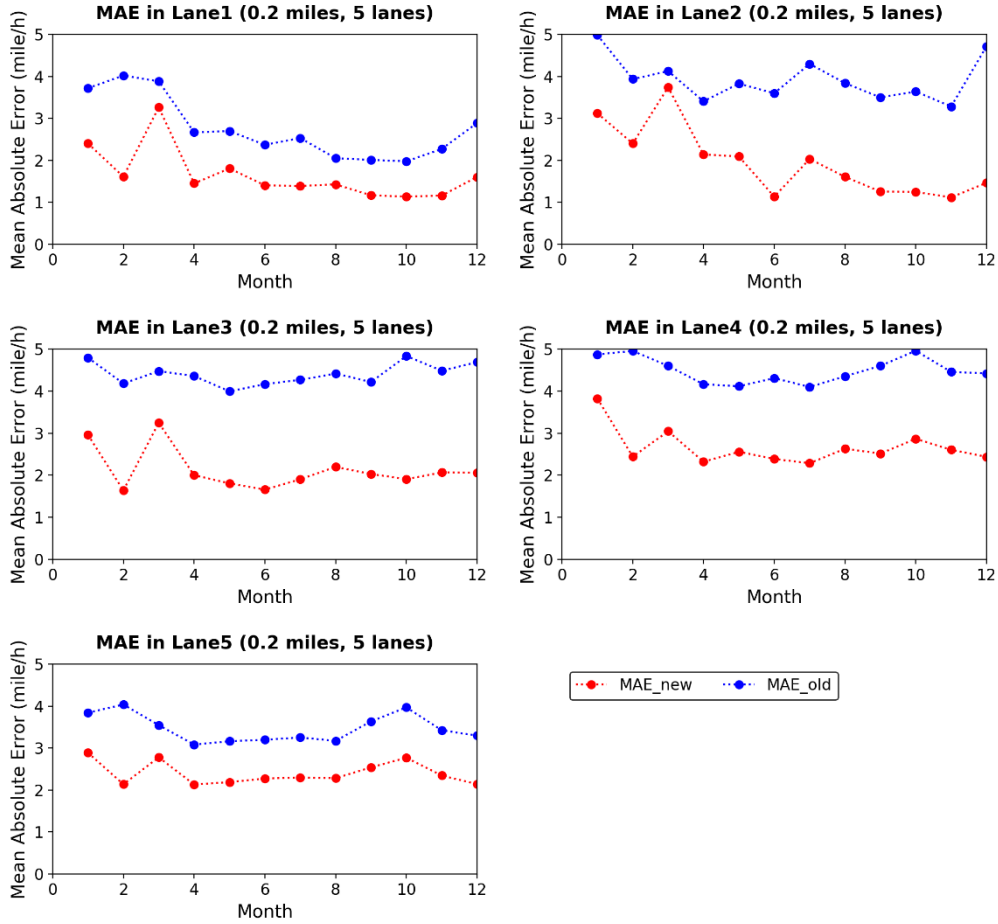 MAE in Lane1 (0.2 miles, 5 lanes)
Mean Absolute Error (mile/h)
5
4
3
2
1
0
0 2 4 6 8 10 12
Month
MAE in Lane2 (0.2 miles, 5 lanes)
Mean Absolute Error (mile/h)
5
4
3
2
1
0
0 2 4 6 8 10 12
Month
MAE in Lane3 (0.2 miles, 5 lanes)
Mean Absolute Error (mile/h)
5
4
3
2
1
0
0 2 4 6 8 10 12
Month
MAE in Lane4 (0.2 miles, 5 lanes)
Mean Absolute Error (mile/h)
5
4
3
2
1
0
0 2 4 6 8 10 12
Month
MAE in Lane5 (0.2 miles, 5 lanes)
Mean Absolute Error (mile/h)
5
4
3
2
1
0
0 2 4 6 8 10 12
Month
MAE_new MAE_old